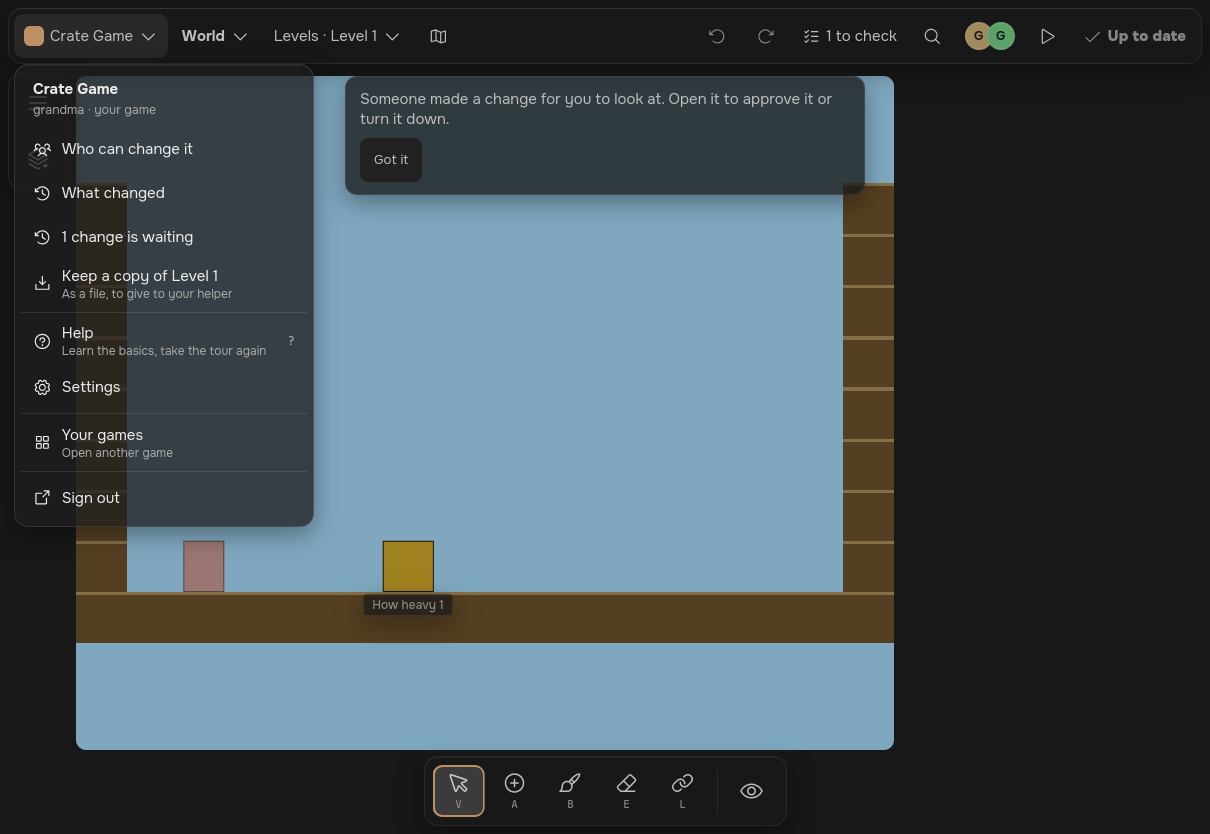 Crate Game
World
Levels · Level 1
1 to check
G
G
Up to date
Crate Game
grandma · your game
Who can change it
What changed
1 change is waiting
Keep a copy of Level 1
As a file, to give to your helper
Help
Learn the basics, take the tour again
?
Settings
Your games
Open another game
Sign out
Someone made a change for you to look at. Open it to approve it or
turn it down.
Got it
How heavy 1
V
A
B
E
L